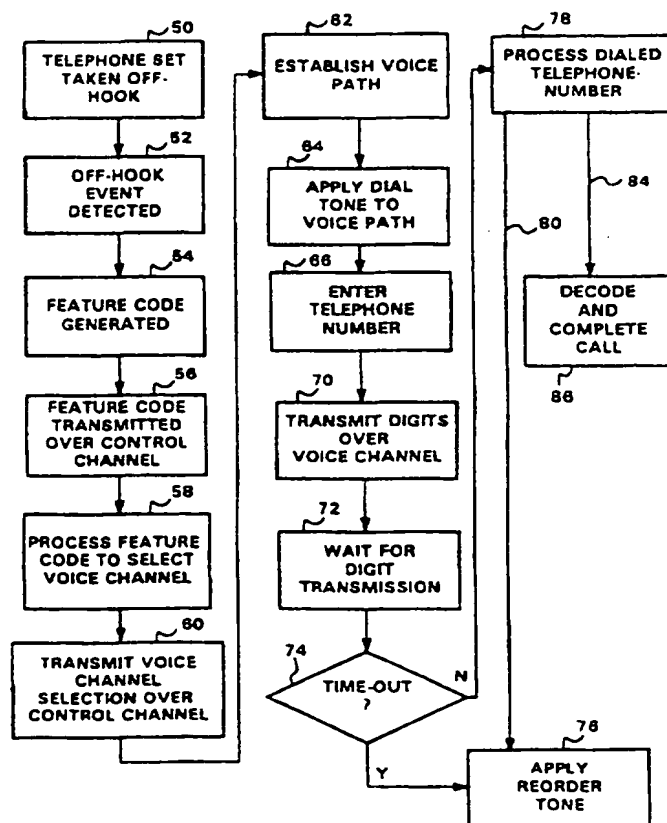 50
TELEPHONE SET
TAKEN OFF-
HOOK
52
OFF-HOOK
EVENT
DETECTED
54
FEATURE CODE
GENERATED
56
FEATURE CODE
TRANSMITTED
OVER CONTROL
CHANNEL
58
PROCESS FEATURE
CODE TO SELECT
VOICE CHANNEL
60
TRANSMIT VOICE
CHANNEL
SELECTION OVER
CONTROL CHANNEL
62
ESTABLISH VOICE
PATH
64
APPLY DIAL
TONE TO
VOICE PATH
66
ENTER
TELEPHONE
NUMBER
70
TRANSMIT DIGITS
OVER
VOICE CHANNEL
72
WAIT FOR
DIGIT
TRANSMISSION
74
TIME-OUT
?
N
Y
78
PROCESS DIALED
TELEPHONE-
NUMBER
80
84
DECODE
AND
COMPLETE
CALL
86
76
APPLY
REORDER
TONE